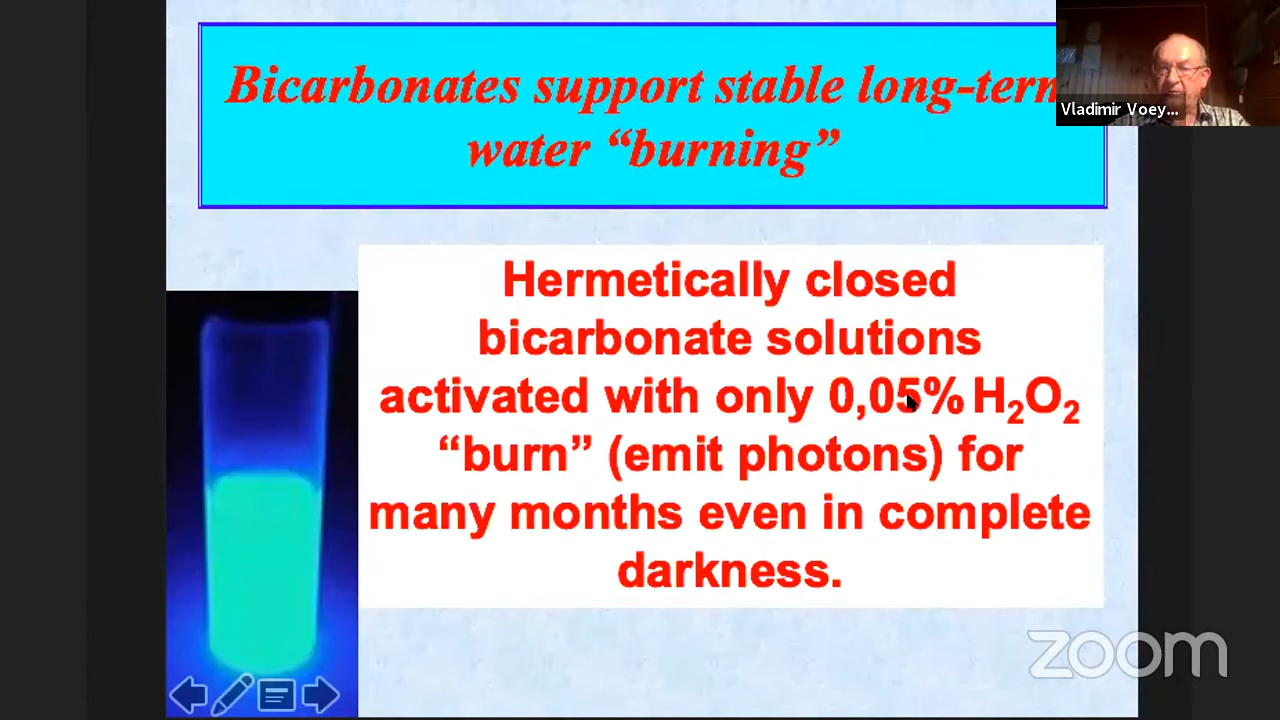 Bicarbonates support stable long-term
water “burning”
Vladimir Voey...
Hermetically closed
bicarbonate solutions
activated with only 0,05% H₂O₂
“burn” (emit photons) for
many months even in complete
darkness.
zoom